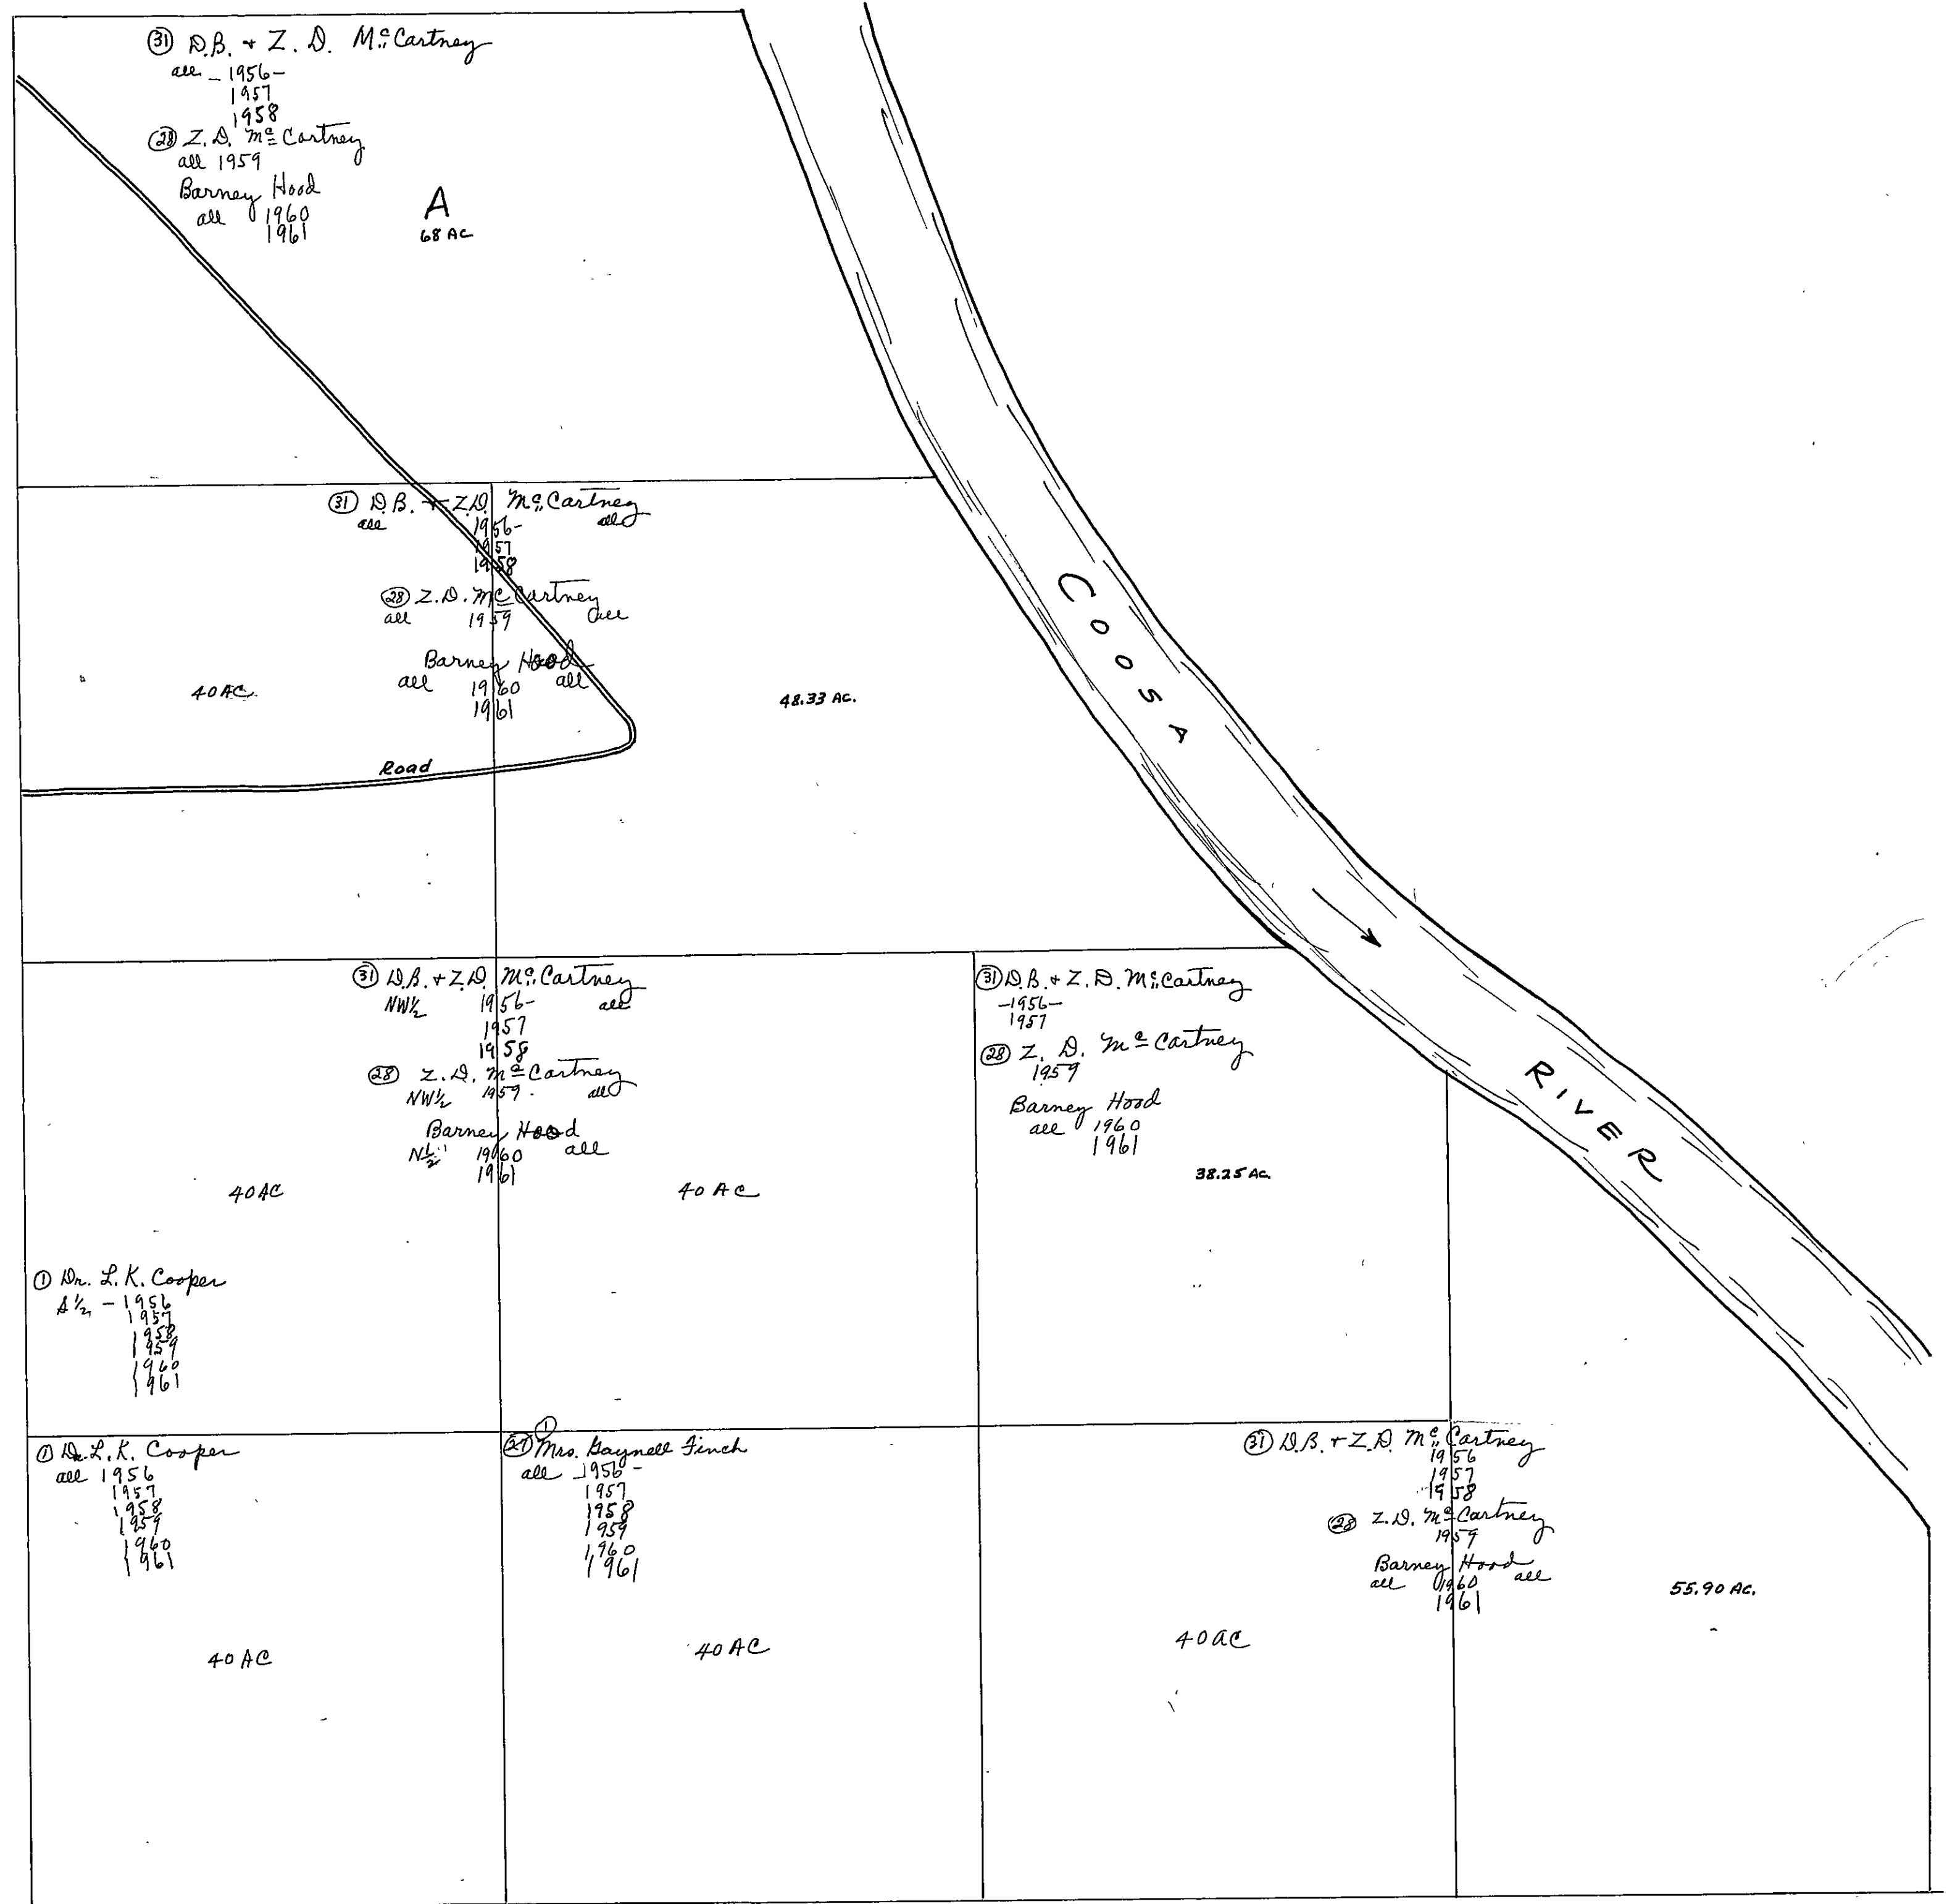 31 D.B. + Z. D. McCartney
all - 1956-
1957
1958
28 Z. D. McCartney
all 1959
Barney Hood
all 1960
1961
A
68 AC
31 D.B. + Z.D. McCartney
all 1956- all
1957
1958
28 Z.D. McCartney
all 1959 all
Barney Hood
all 1960 all
1961
40 AC.
48.33 AC.
Road
COOSA
RIVER
31 D.B. + Z.D. McCartney
NW1/2 1956- all
1957
1958
28 Z.D. McCartney
NW1/2 1959. all
Barney Hood
N1/2 1960 all
1961
40 AC
40 AC
31 D.B. + Z. D. McCartney
-1956-
1957
28 Z. D. McCartney
1959
Barney Hood
all 1960
1961
38.25 AC.
1 Dr. L. K. Cooper
S 1/2 - 1956
1957
1958
1959
1960
1961
1 Dr. L. K. Cooper
all 1956
1957
1958
1959
1960
1961
40 AC
1
27 Mrs. Gaynell Finch
all -1956-
1957
1958
1959
1960
1961
40 AC
31 D.B. + Z.D. McCartney
1956
1957
1958
28 Z.D. McCartney
1959
Barney Hood
all 1960 all
1961
40 AC
55.90 AC.